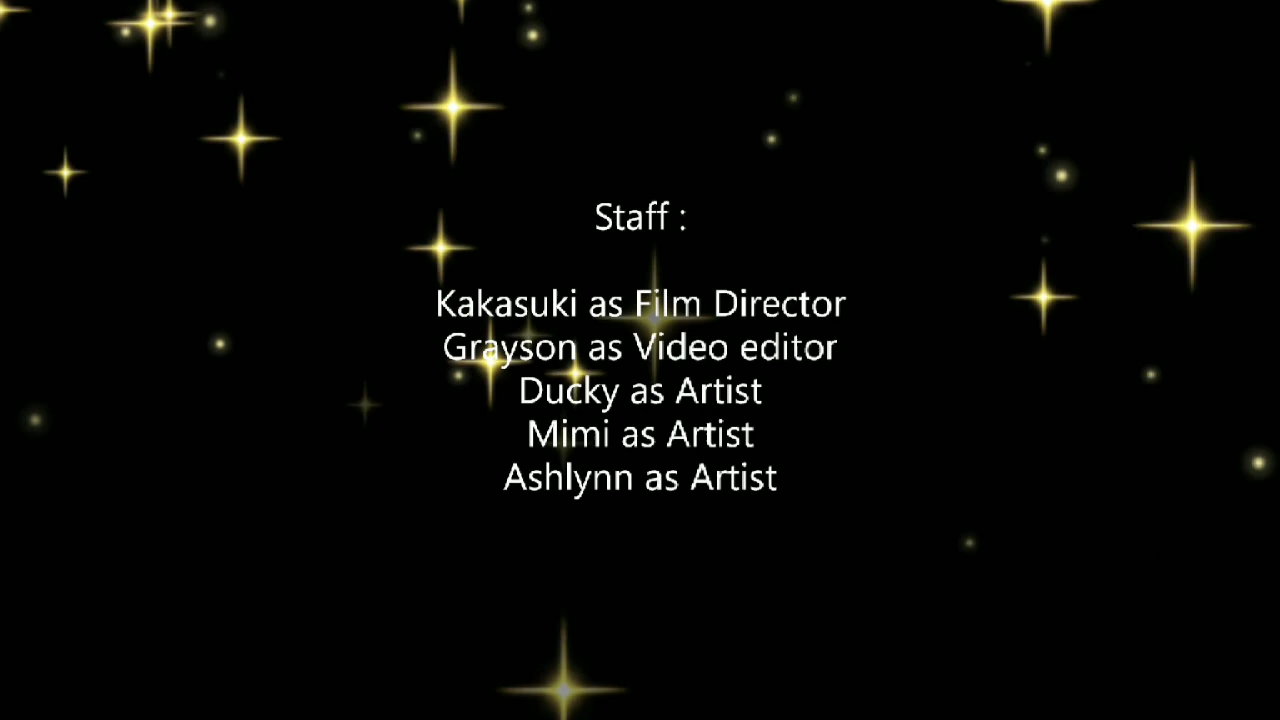 Staff :
Kakasuki as Film Director
Grayson as Video editor
Ducky as Artist
Mimi as Artist
Ashlynn as Artist